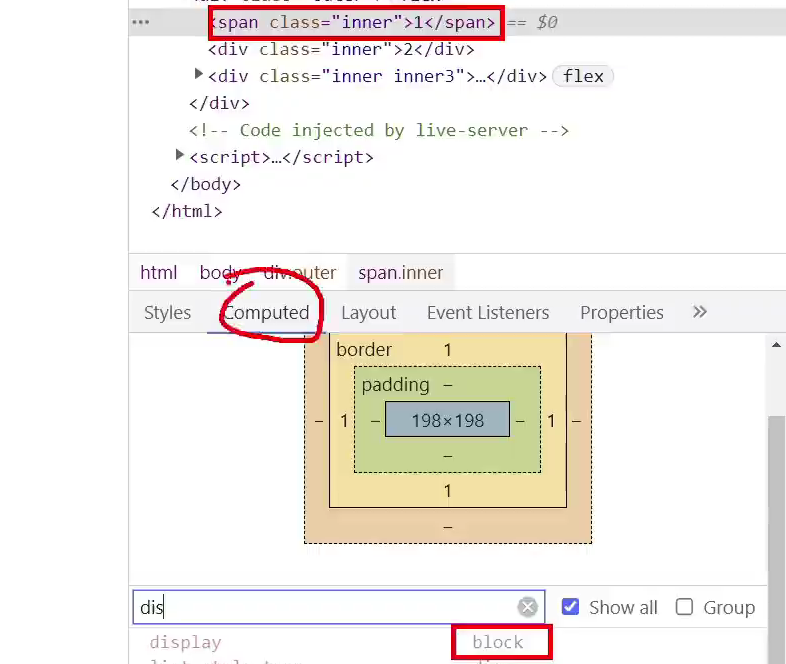 ··· <span class="inner">1</span> == $0
<div class="inner">2</div>
▶<div class="inner inner3">…</div> flex
</div>
<!-- Code injected by live-server -->
▶<script>…</script>
</body>
</html>
html body div.outer span.inner
Styles Computed Layout Event Listeners Properties »
border 1
padding –
– 1 – 198×198 – 1 –
–
1
–
dis Show all Group
display block